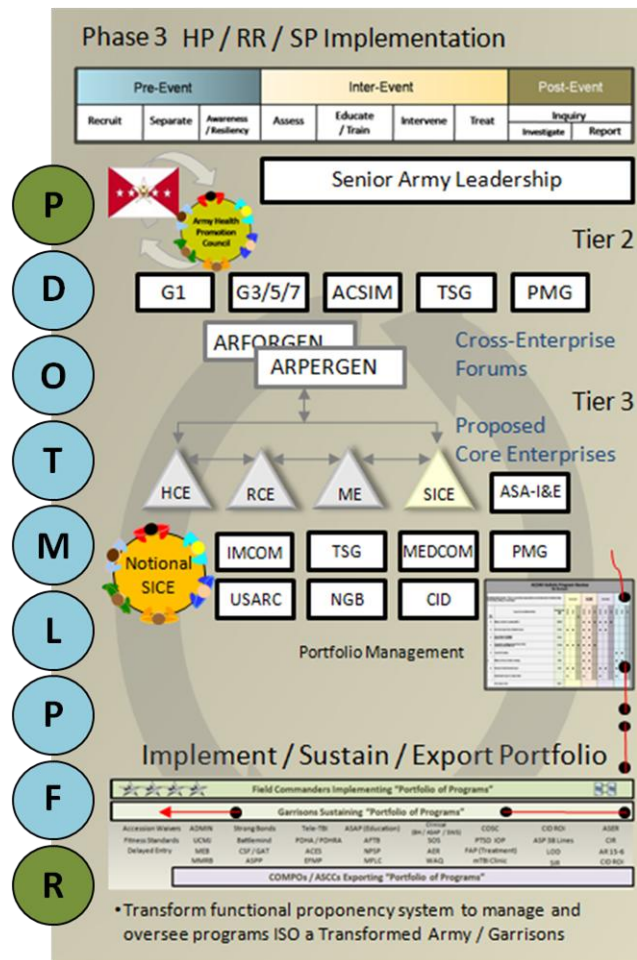 Phase 3 HP / RR / SP Implementation
Pre-Event Inter-Event Post-Event
Recruit Separate Awareness / Resiliency Assess Educate / Train Intervene Treat Inquiry
Investigate Report
P
Senior Army Leadership
Army Health
Promotion
Council
Tier 2
D
G1 G3/5/7 ACSIM TSG PMG
ARFORGEN
ARPERGEN
Cross-Enterprise
Forums
O
Tier 3
Proposed
Core Enterprises
T
HCE RCE ME SICE ASA-I&E
M
Notional
SICE
IMCOM TSG MEDCOM PMG
USARC NGB CID
L
Portfolio Management
P
Implement / Sustain / Export Portfolio
F
Field Commanders Implementing "Portfolio of Programs"
Garrisons Sustaining "Portfolio of Programs"
Accession Waivers ADMIN Strong Bonds Tele-TBI ASAP (Education) Clinical COSC CID ROI ASER
(BH / ASAP / SWS)
Fitness Standards UCMJ Battlemind PDHA / PDHRA AFTB SOS PTSD IOP ASP 38 Lines CIR
Delayed Entry MEB CSF / GAT ACES NPSP AER FAP (Treatment) LOD AR 15-6
MMRB ASPP EFMP MFLC WAQ mTBI Clinic SIR CID ROI
R
COMPOs / ASCCs Exporting "Portfolio of Programs"
•Transform functional proponency system to manage and
oversee programs ISO a Transformed Army / Garrisons